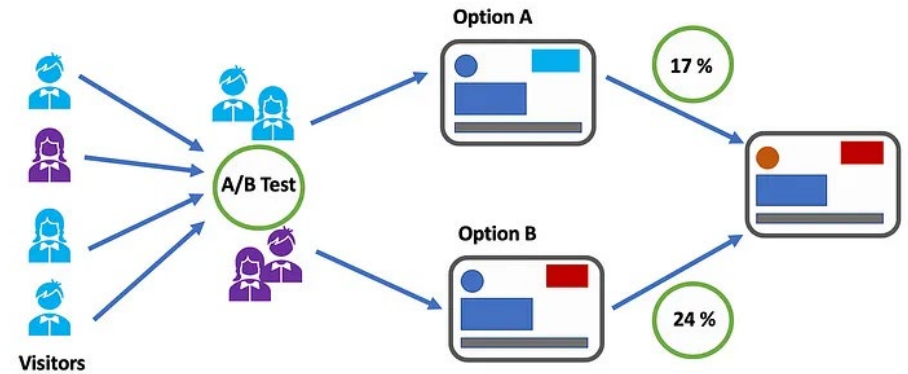 Option A
17 %
A/B Test
Option B
24 %
Visitors